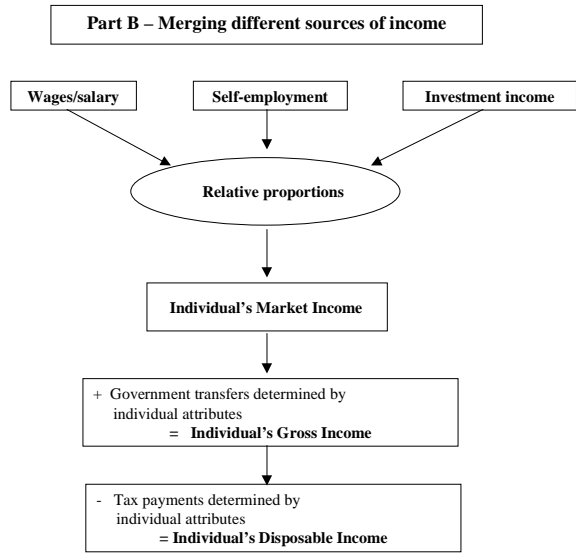 Part B – Merging different sources of income
Wages/salary
Self-employment
Investment income
Relative proportions
Individual's Market Income
+ Government transfers determined by
individual attributes
= Individual's Gross Income
- Tax payments determined by
individual attributes
= Individual's Disposable Income